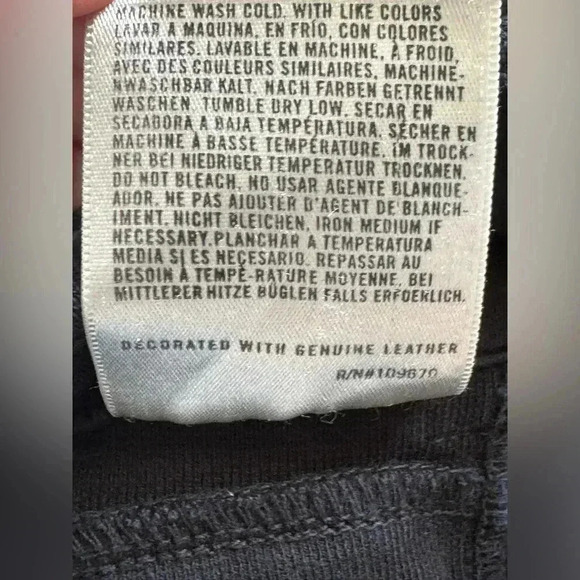 MACHINE WASH COLD. WITH LIKE COLORS
LAVAR A MAQUINA, EN FRÍO, CON COLORES
SIMILARES. LAVABLE EN MACHINE, À FROID,
AVEC DES COULEURS SIMILAIRES, MACHINE-
NWASCHBAR KALT. NACH FARBEN GETRENNT
WASCHEN. TUMBLE DRY LOW. SECAR EN
SECADORA A BAJA TEMPÉRATURA. SÉCHER EN
MACHINE À BASSE TEMPÉRATURE. IM TROCK-
NER BEI NIEDRIGER TEMPERATUR TROCKNEN.
DO NOT BLEACH. NO USAR AGENTE BLANQUE-
ADOR. NE PAS AJOUTER D'AGENT DE BLANCH-
IMENT. NICHT BLEICHEN. IRON MEDIUM IF
NECESSARY.PLANCHAR A TEMPERATURA
MEDIA SI ES NECESARIO. REPASSAR AU
BESOIN À TEMPÉ-RATURE MOYENNE. BEI
MITTLERER HITZE BÜGLEN FALLS ERFOERLICH.
DECORATED WITH GENUINE LEATHER
R/N#109670